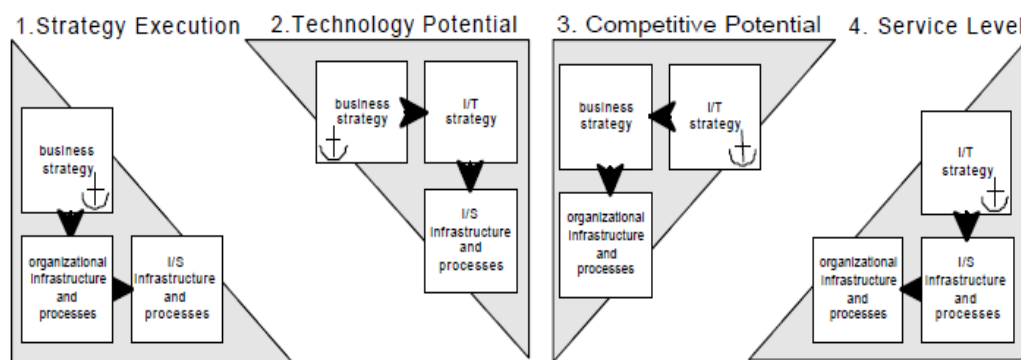 1.Strategy Execution
2.Technology Potential
3. Competitive Potential
4. Service Level
business
strategy
organizational
infrastructure
and
processes
I/S
infrastructure
and
processes
business
strategy
I/T
strategy
I/S
infrastructure
and
processes
business
strategy
I/T
strategy
organizational
infrastructure
and
processes
I/T
strategy
organizational
infrastructure and
processes
I/S
infrastructure
and
processes